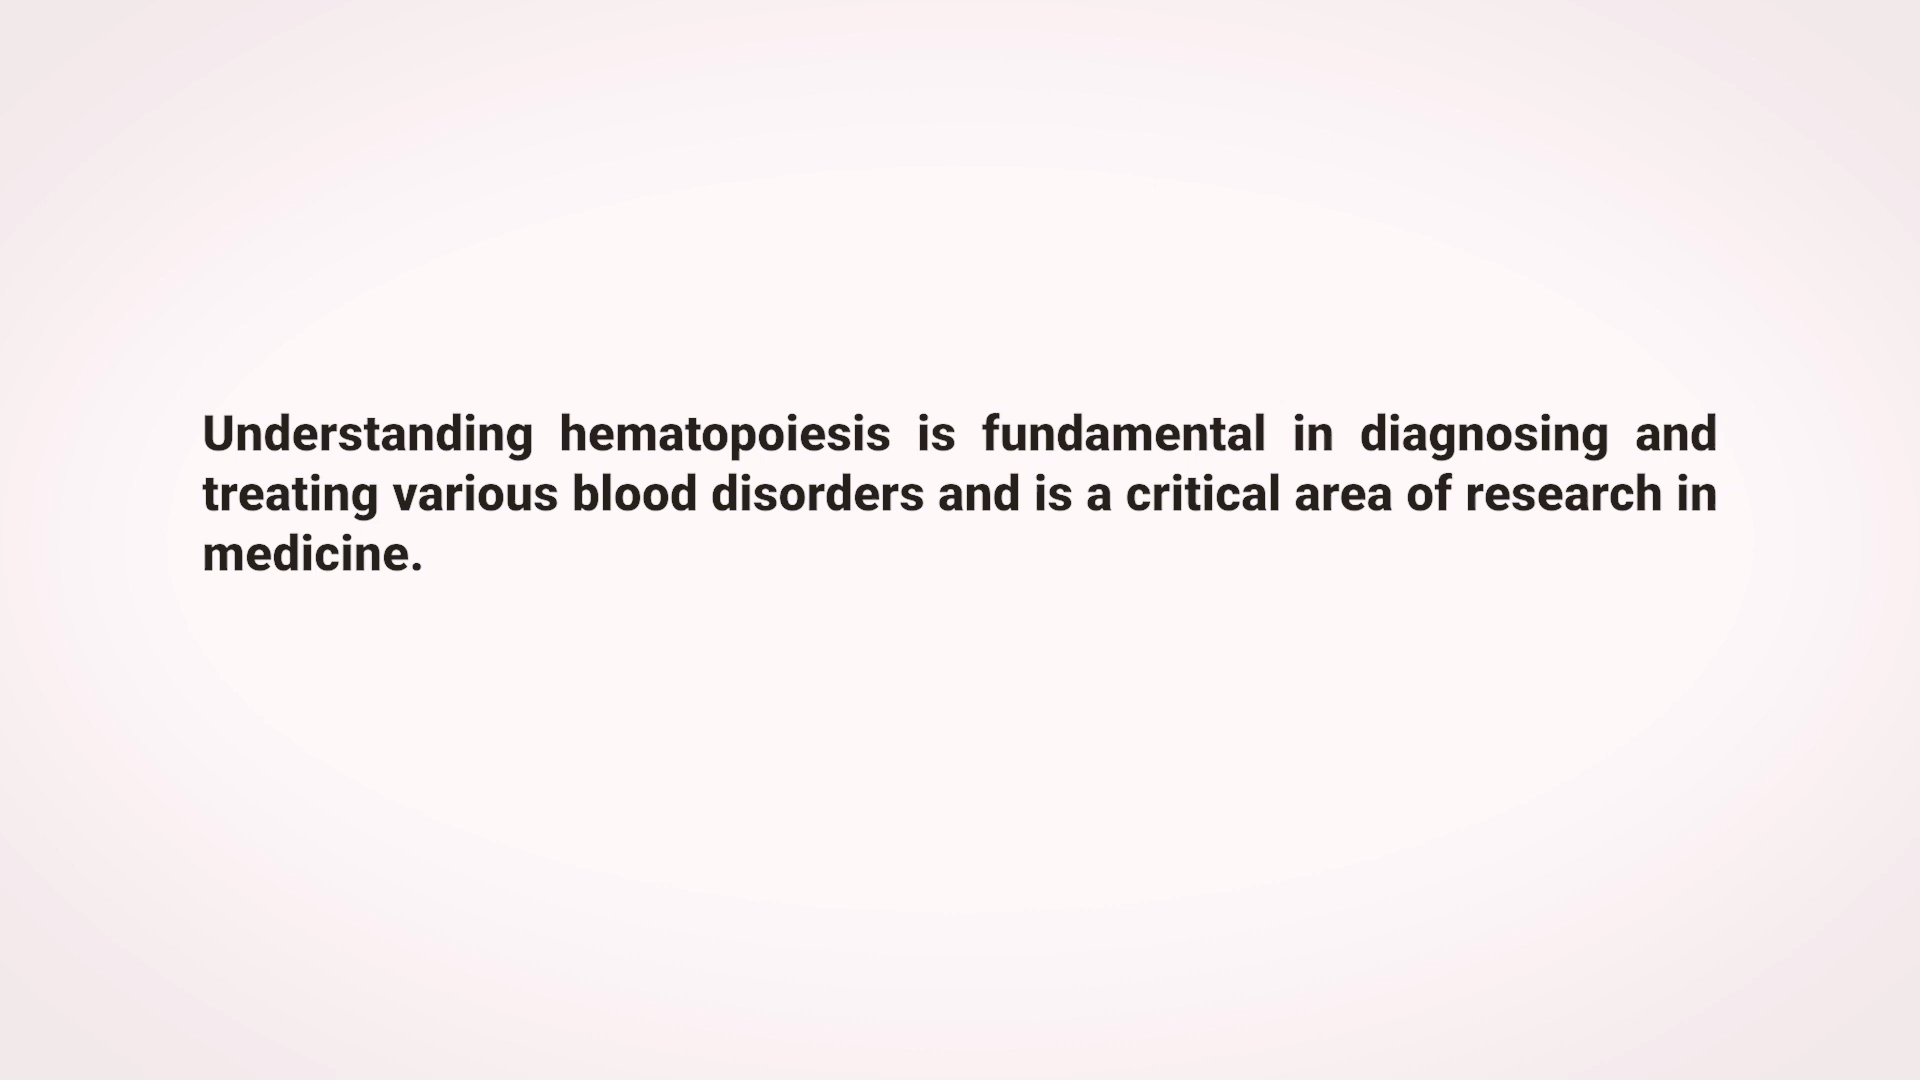 Understanding hematopoiesis is fundamental in diagnosing and
treating various blood disorders and is a critical area of research in
medicine.